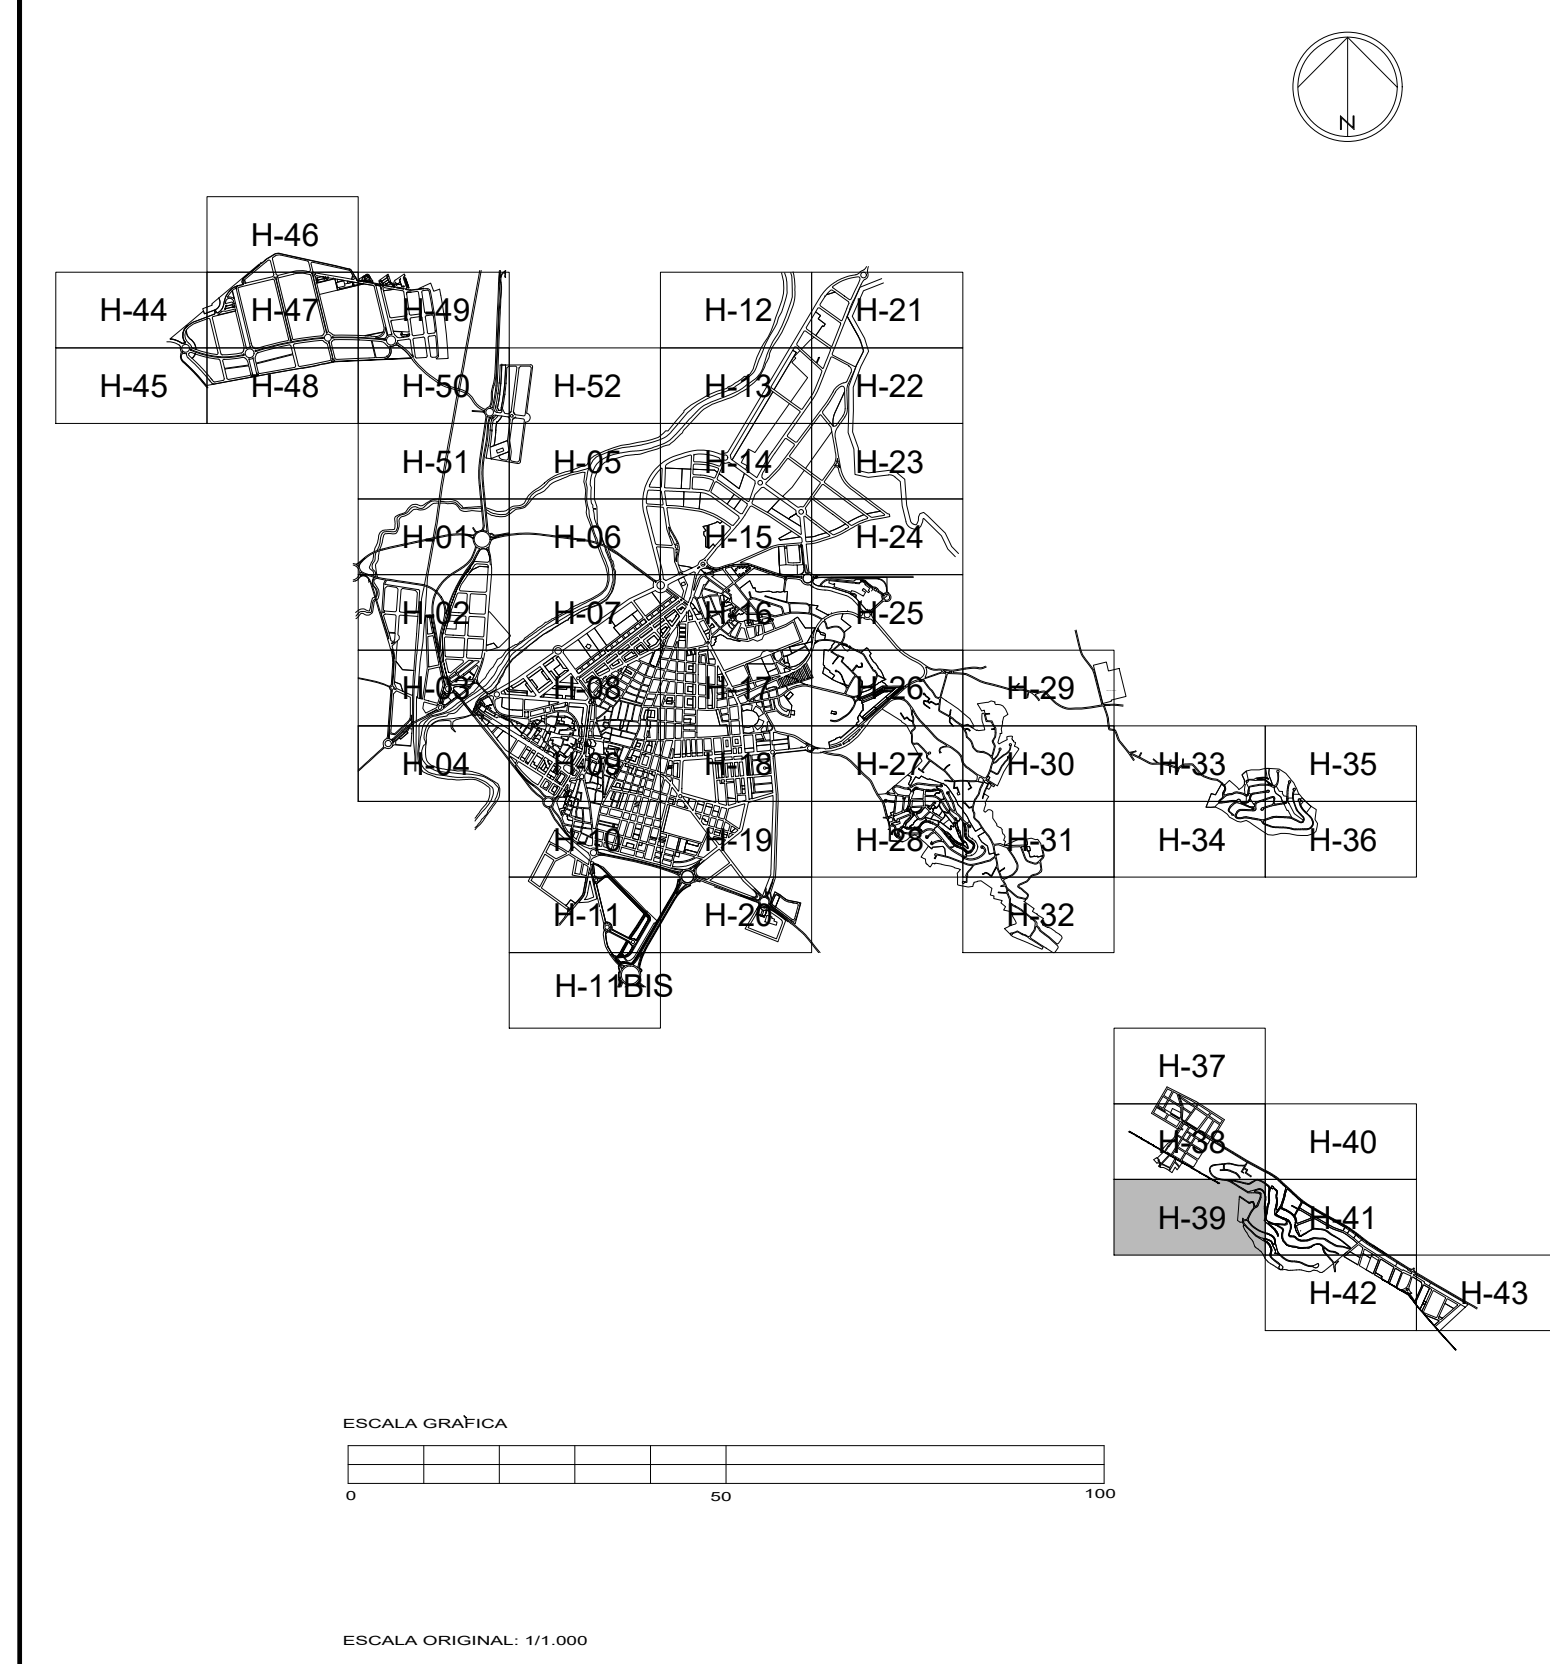 N
H-46
H-44 H-47 H-49 H-12 H-21
H-45 H-48 H-50 H-52 H-13 H-22
H-51 H-05 H-14 H-23
H-01 H-06 H-15 H-24
H-02 H-07 H-16 H-25
H-03 H-08 H-17 H-26 H-29
H-04 H-09 H-18 H-27 H-30 H-33 H-35
H-10 H-19 H-28 H-31 H-34 H-36
H-11 H-20 H-32
H-11BIS
H-37
H-38 H-40
H-39 H-41
H-42 H-43
ESCALA GRÀFICA
0 50 100
ESCALA ORIGINAL: 1/1.000